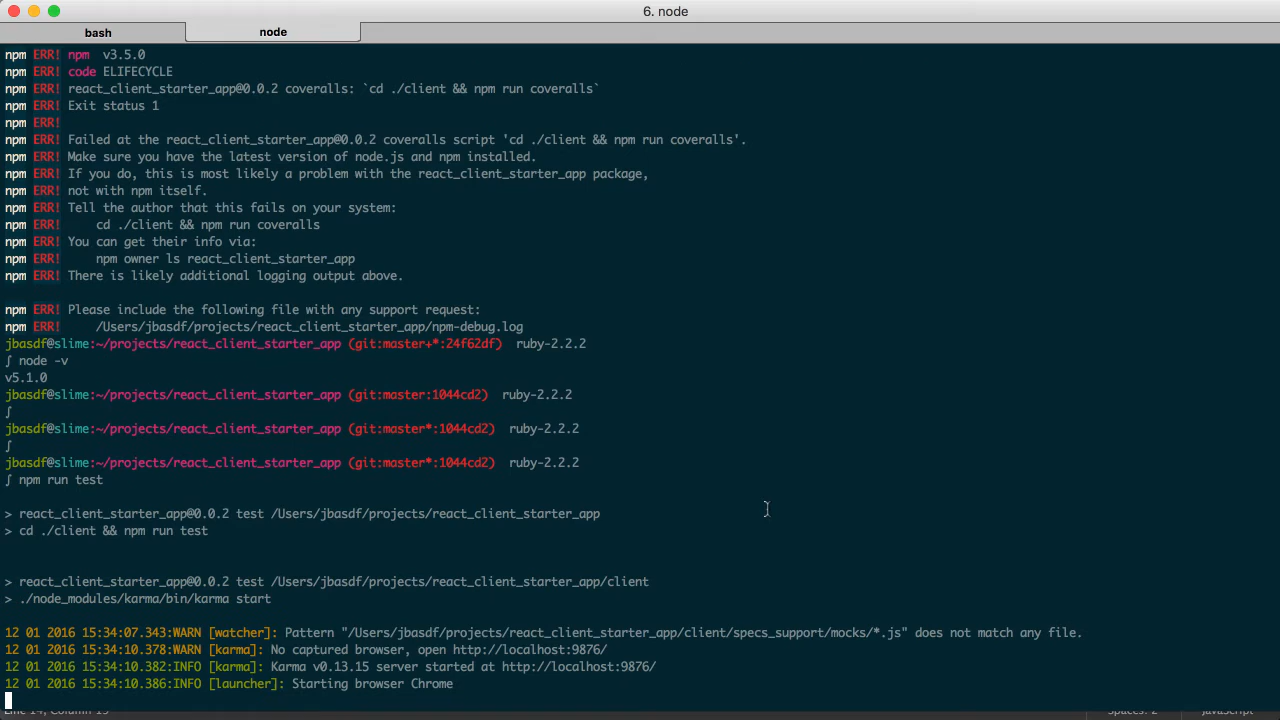 6. node
bash
node
npm ERR! npm  v3.5.0
npm ERR! code ELIFECYCLE
npm ERR! react_client_starter_app@0.0.2 coveralls: `cd ./client && npm run coveralls`
npm ERR! Exit status 1
npm ERR!
npm ERR! Failed at the react_client_starter_app@0.0.2 coveralls script 'cd ./client && npm run coveralls'.
npm ERR! Make sure you have the latest version of node.js and npm installed.
npm ERR! If you do, this is most likely a problem with the react_client_starter_app package,
npm ERR! not with npm itself.
npm ERR! Tell the author that this fails on your system:
npm ERR!     cd ./client && npm run coveralls
npm ERR! You can get their info via:
npm ERR!     npm owner ls react_client_starter_app
npm ERR! There is likely additional logging output above.
npm ERR! Please include the following file with any support request:
npm ERR!     /Users/jbasdf/projects/react_client_starter_app/npm-debug.log
jbasdf@slime:~/projects/react_client_starter_app (git:master+*:24f62df)  ruby-2.2.2
∫ node -v
v5.1.0
jbasdf@slime:~/projects/react_client_starter_app (git:master:1044cd2)  ruby-2.2.2
∫
jbasdf@slime:~/projects/react_client_starter_app (git:master*:1044cd2)  ruby-2.2.2
∫
jbasdf@slime:~/projects/react_client_starter_app (git:master*:1044cd2)  ruby-2.2.2
∫ npm run test
> react_client_starter_app@0.0.2 test /Users/jbasdf/projects/react_client_starter_app
> cd ./client && npm run test
> react_client_starter_app@0.0.2 test /Users/jbasdf/projects/react_client_starter_app/client
> ./node_modules/karma/bin/karma start
12 01 2016 15:34:07.343:WARN [watcher]: Pattern "/Users/jbasdf/projects/react_client_starter_app/client/specs_support/mocks/*.js" does not match any file.
12 01 2016 15:34:10.378:WARN [karma]: No captured browser, open http://localhost:9876/
12 01 2016 15:34:10.382:INFO [karma]: Karma v0.13.15 server started at http://localhost:9876/
12 01 2016 15:34:10.386:INFO [launcher]: Starting browser Chrome